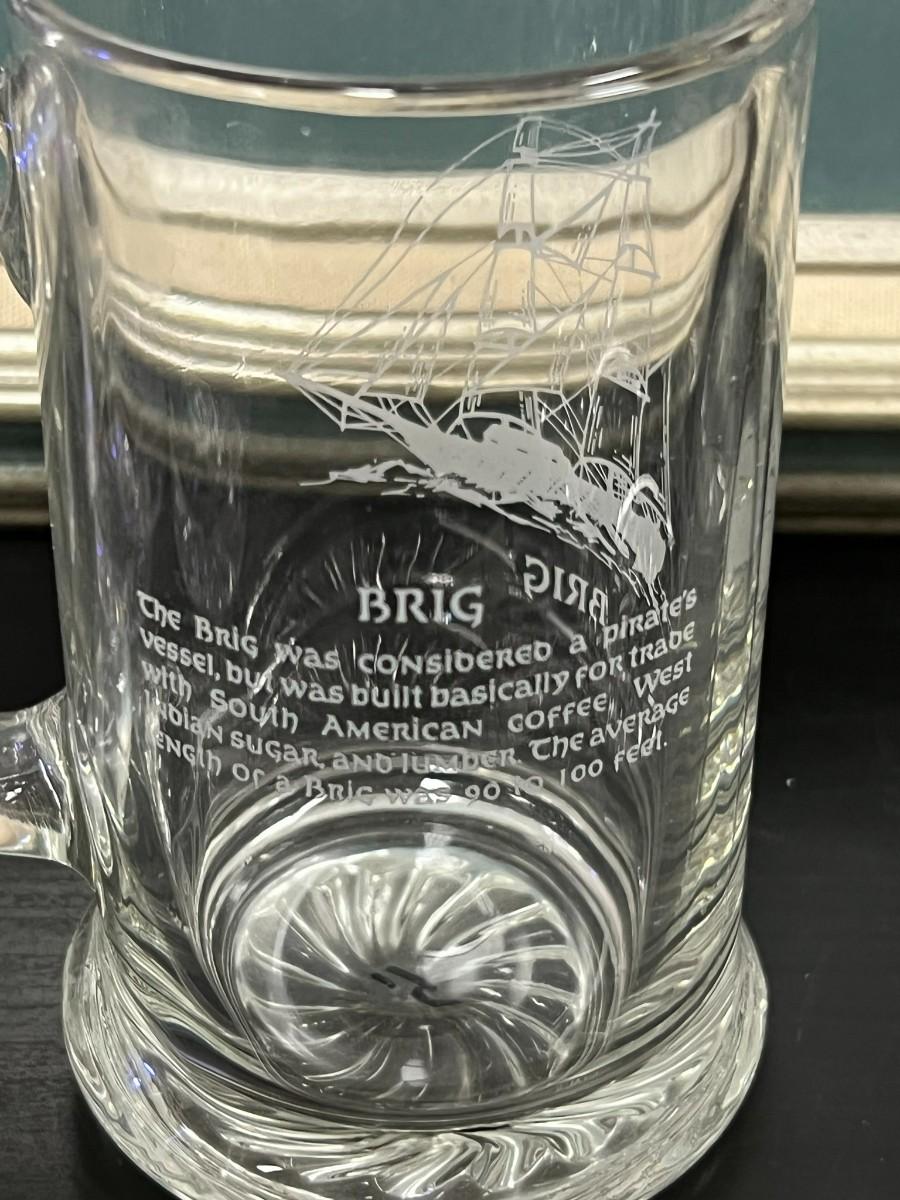 BRIG
BRIG
The Brig was considered a pirate's
vessel, but was built basically for trade
with South American coffee, West
Indian sugar, and lumber. The average
length of a Brig was 90 to 100 feet.